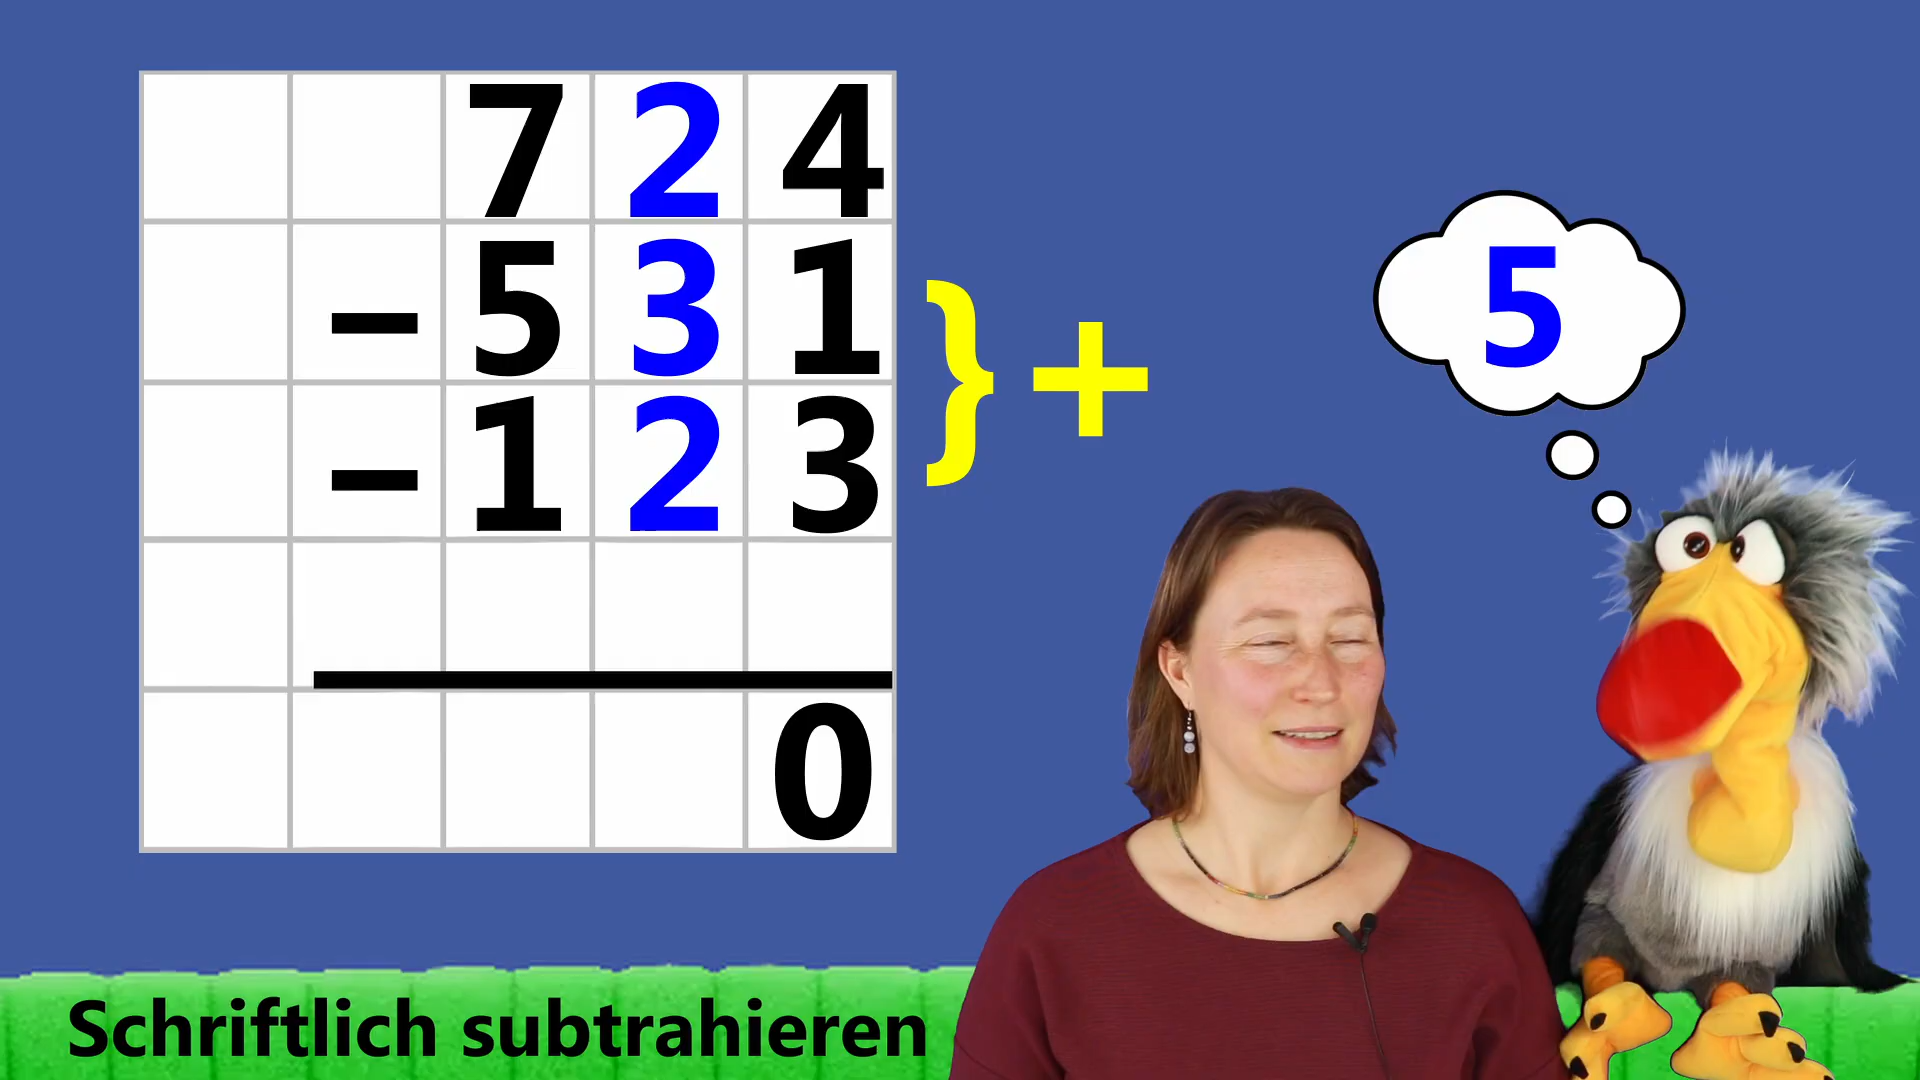 7 2 4
– 5 3 1
– 1 2 3
} +
0
5
Schriftlich subtrahieren